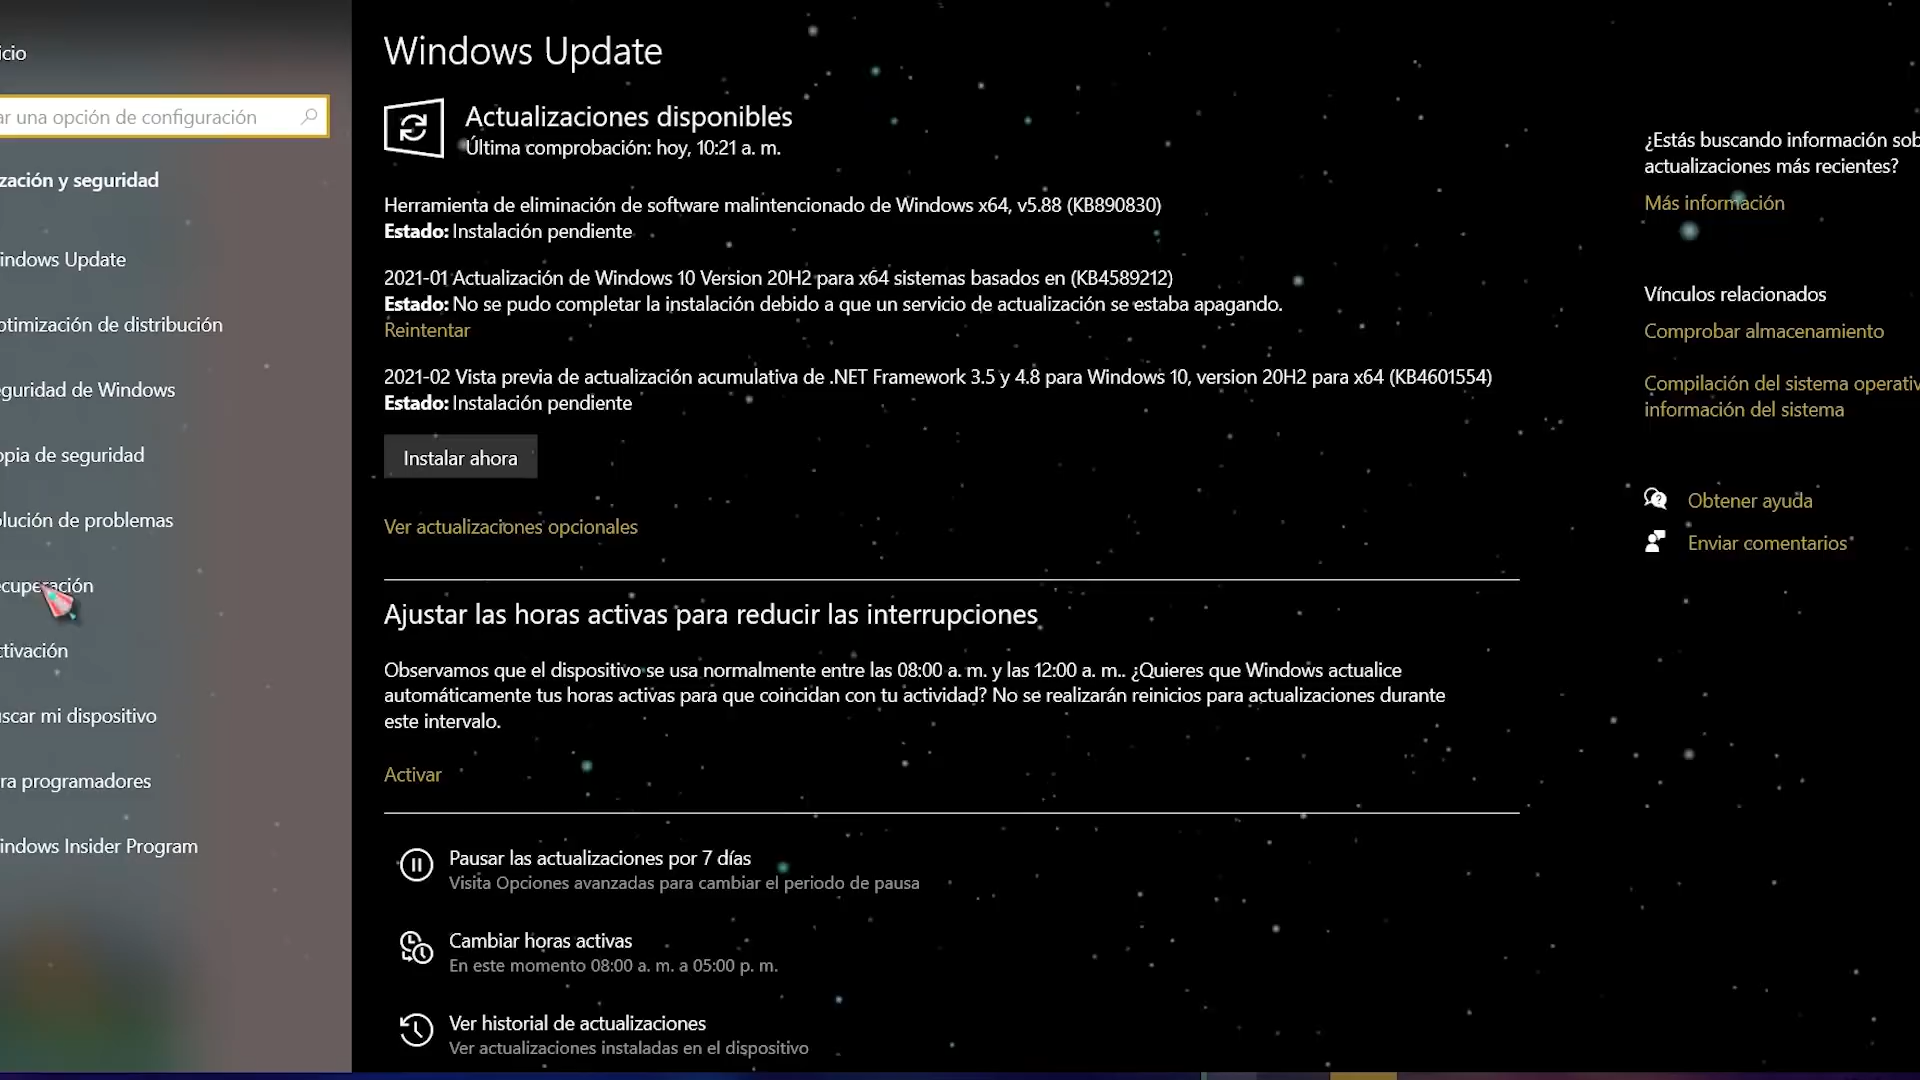 icio
ar una opción de configuración
zación y seguridad
indows Update
ptimización de distribución
eguridad de Windows
opia de seguridad
olución de problemas
ecuperación
ctivación
uscar mi dispositivo
ra programadores
indows Insider Program
Windows Update
Actualizaciones disponibles
Última comprobación: hoy, 10:21 a. m.
Herramienta de eliminación de software malintencionado de Windows x64, v5.88 (KB890830)
Estado: Instalación pendiente
2021-01 Actualización de Windows 10 Version 20H2 para x64 sistemas basados en (KB4589212)
Estado: No se pudo completar la instalación debido a que un servicio de actualización se estaba apagando.
Reintentar
2021-02 Vista previa de actualización acumulativa de .NET Framework 3.5 y 4.8 para Windows 10, version 20H2 para x64 (KB4601554)
Estado: Instalación pendiente
Instalar ahora
Ver actualizaciones opcionales
Ajustar las horas activas para reducir las interrupciones
Observamos que el dispositivo se usa normalmente entre las 08:00 a. m. y las 12:00 a. m.. ¿Quieres que Windows actualice
automáticamente tus horas activas para que coincidan con tu actividad? No se realizarán reinicios para actualizaciones durante
este intervalo.
Activar
Pausar las actualizaciones por 7 días
Visita Opciones avanzadas para cambiar el periodo de pausa
Cambiar horas activas
En este momento 08:00 a. m. a 05:00 p. m.
Ver historial de actualizaciones
Ver actualizaciones instaladas en el dispositivo
¿Estás buscando información sob
actualizaciones más recientes?
Más información
Vínculos relacionados
Comprobar almacenamiento
Compilación del sistema operativ
información del sistema
Obtener ayuda
Enviar comentarios